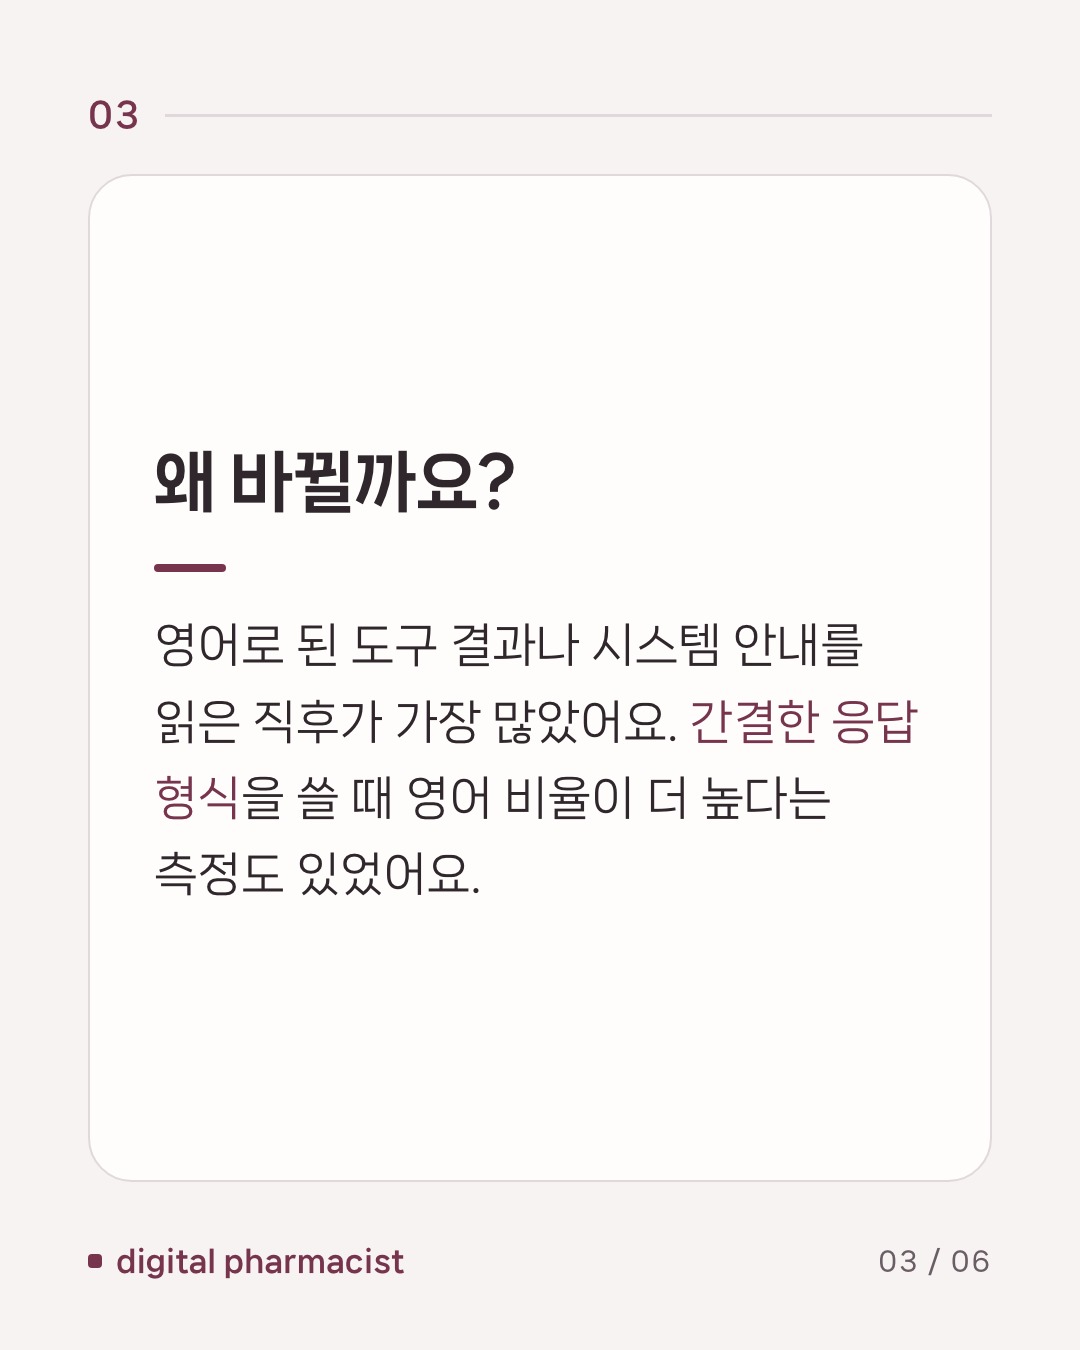 03
왜 바뀔까요?
영어로 된 도구 결과나 시스템 안내를
읽은 직후가 가장 많았어요. 간결한 응답
형식을 쓸 때 영어 비율이 더 높다는
측정도 있었어요.
digital pharmacist
03 / 06